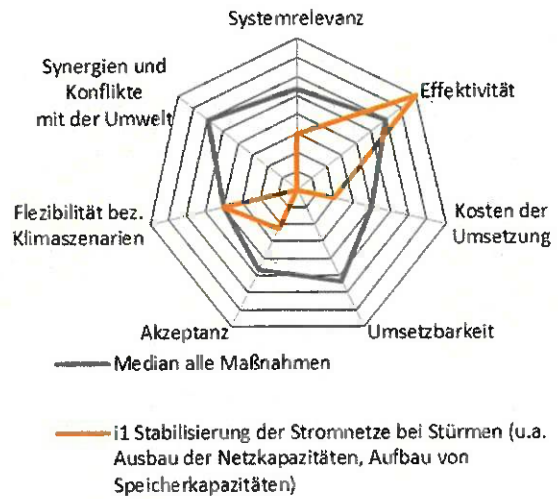 Systemrelevanz
Synergien und
Konflikte
mit der Umwelt
Effektivität
Flezibilität bez.
Klimaszenarien
Kosten der
Umsetzung
Akzeptanz
Umsetzbarkeit
Median alle Maßnahmen
i1 Stabilisierung der Stromnetze bei Stürmen (u.a.
Ausbau der Netzkapazitäten, Aufbau von
Speicherkapazitäten)